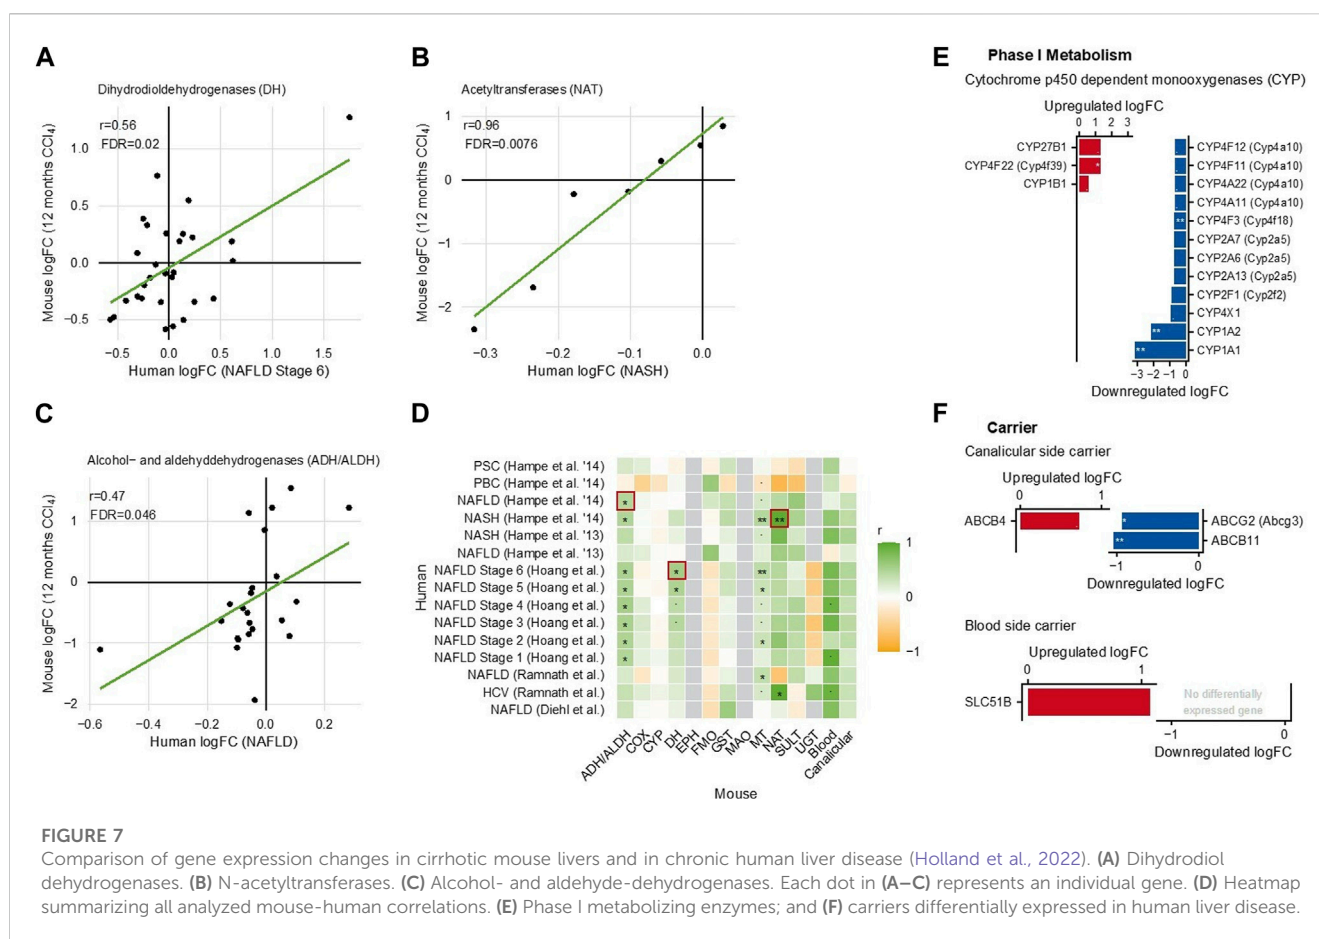 A
Dihydrodioldehydrogenases (DH)
r=0.56
FDR=0.02
Mouse logFC (12 months CCl₄)
1.0
0.5
0.0
−0.5
−0.5 0.0 0.5 1.0 1.5
Human logFC (NAFLD Stage 6)
B
Acetyltransferases (NAT)
r=0.96
FDR=0.0076
Mouse logFC (12 months CCl₄)
1
0
−1
−2
−0.3 −0.2 −0.1 0.0
Human logFC (NASH)
C
Alcohol− and aldehyddehydrogenases (ADH/ALDH)
r=0.47
FDR=0.046
Mouse logFC (12 months CCl₄)
1
0
−1
−2
−0.6 −0.4 −0.2 0.0 0.2
Human logFC (NAFLD)
D
Human
PSC (Hampe et al. '14)
PBC (Hampe et al. '14)
NAFLD (Hampe et al. '14)
NASH (Hampe et al. '14)
NASH (Hampe et al. '13)
NAFLD (Hampe et al. '13)
NAFLD Stage 6 (Hoang et al.)
NAFLD Stage 5 (Hoang et al.)
NAFLD Stage 4 (Hoang et al.)
NAFLD Stage 3 (Hoang et al.)
NAFLD Stage 2 (Hoang et al.)
NAFLD Stage 1 (Hoang et al.)
NAFLD (Ramnath et al.)
HCV (Ramnath et al.)
NAFLD (Diehl et al.)
ADH/ALDH COX CYP DH EPH FMO GST MAO MT NAT SULT UGT Blood Canalicular
Mouse
r
1
0
−1
E
Phase I Metabolism
Cytochrome p450 dependent monooxygenases (CYP)
Upregulated logFC
0 1 2 3
CYP27B1
CYP4F22 (Cyp4f39) *
CYP1B1
CYP4F12 (Cyp4a10)
CYP4F11 (Cyp4a10)
CYP4A22 (Cyp4a10)
CYP4A11 (Cyp4a10)
** CYP4F3 (Cyp4f18)
CYP2A7 (Cyp2a5)
CYP2A6 (Cyp2a5)
CYP2A13 (Cyp2a5)
CYP2F1 (Cyp2f2)
CYP4X1
** CYP1A2
** CYP1A1
−3 −2 −1 0
Downregulated logFC
F
Carrier
Canalicular side carrier
Upregulated logFC
0 1
ABCB4
* ABCG2 (Abcg3)
** ABCB11
−1 0
Downregulated logFC
Blood side carrier
Upregulated logFC
0 1
SLC51B
No differentially
expressed gene
−1 0
Downregulated logFC
FIGURE 7
Comparison of gene expression changes in cirrhotic mouse livers and in chronic human liver disease (Holland et al., 2022). (A) Dihydrodiol
dehydrogenases. (B) N-acetyltransferases. (C) Alcohol- and aldehyde-dehydrogenases. Each dot in (A–C) represents an individual gene. (D) Heatmap
summarizing all analyzed mouse-human correlations. (E) Phase I metabolizing enzymes; and (F) carriers differentially expressed in human liver disease.